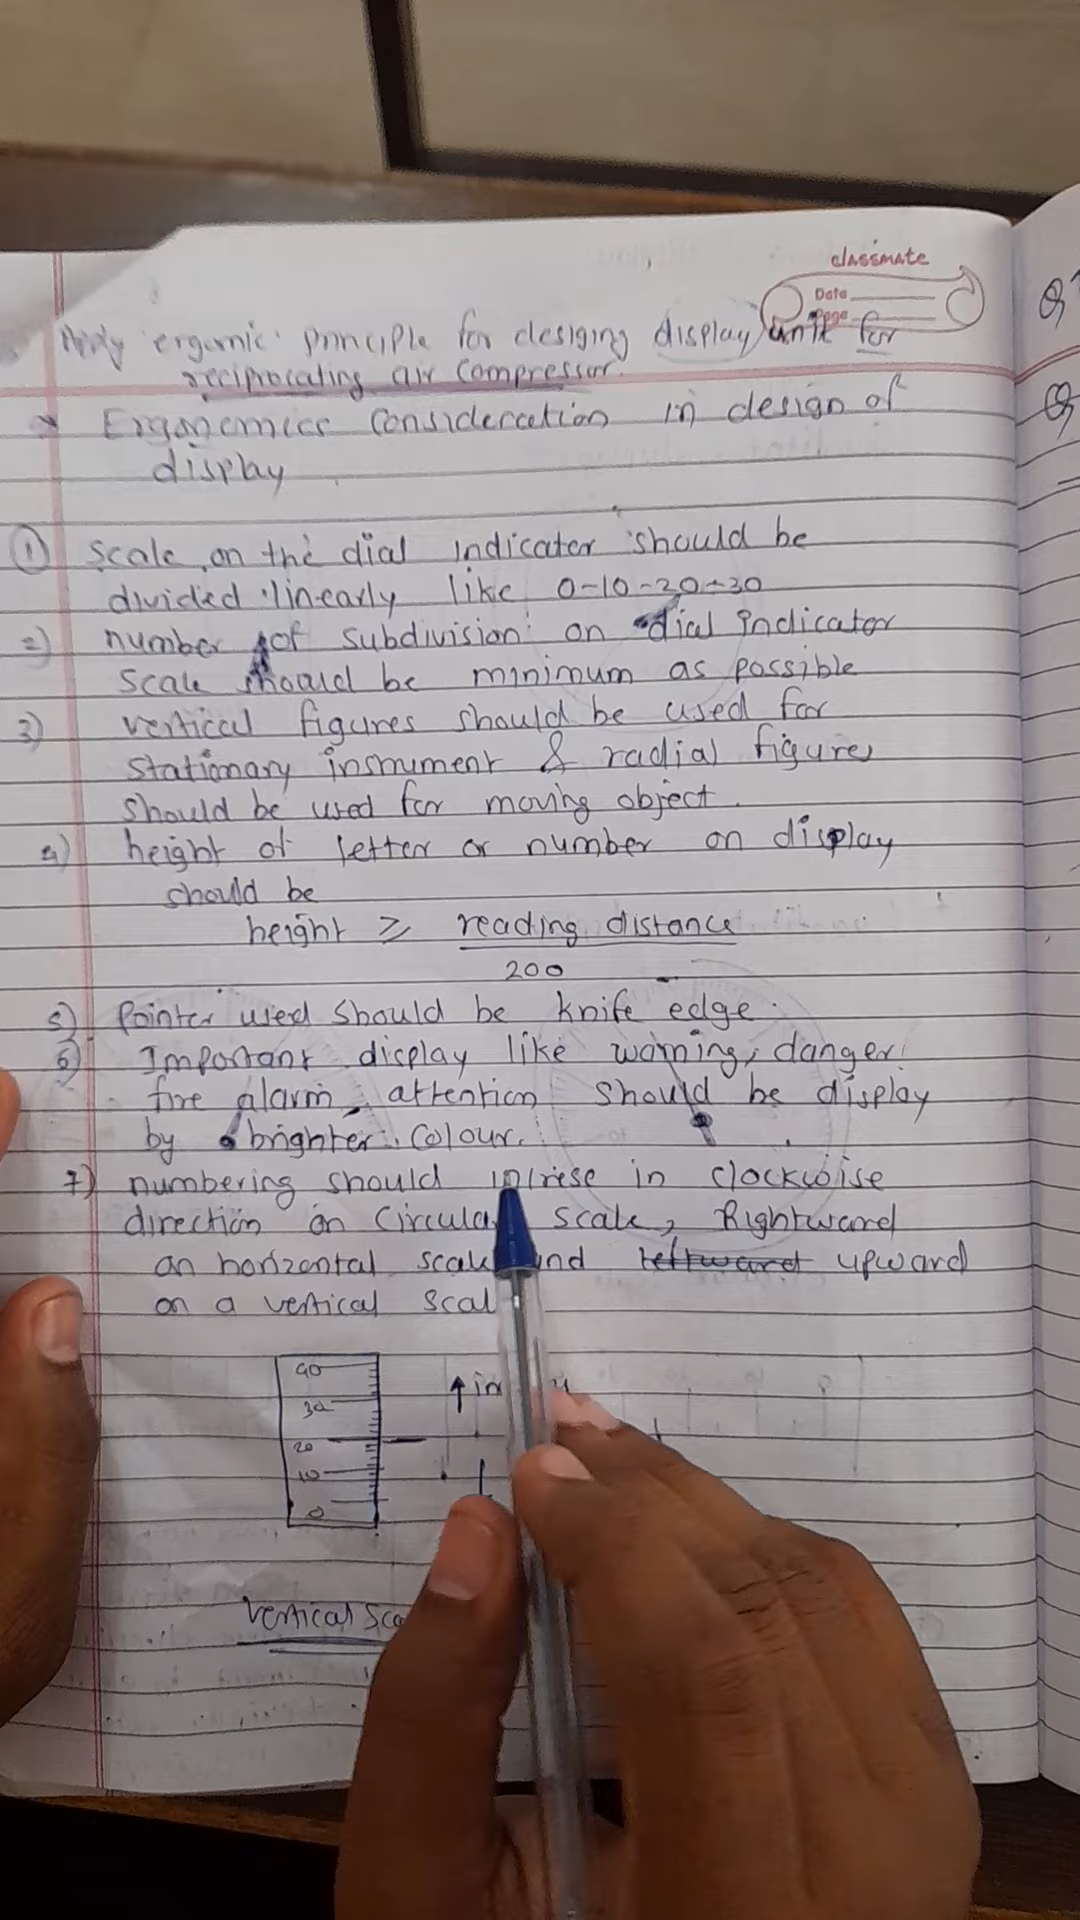 classmate
Date
Page
Apply ergomic principle for desiging display unit for
reciprocating air compressor.
Ergonomics Consideration in design of
display
① scale on the dial indicator should be
divided linearly like 0-10-20-30
2) number of subdivision on dial indicator
scale should be minimum as possible
3) vertical figures should be used for
stationary instrument & radial figures
should be used for moving object.
4) height of letter or number on display
should be
height ≥ reading distance
200
5) Pointer used should be knife edge.
6) Important display like warning, danger,
fire alarm, attention should be display
by brighter colour.
7) numbering should increse in clockwise
direction on circular scale, Rightward
on horizontal scale and leftward upward
on a vertical scal
40
30
20
10
0
↑ in
Vertical Sca